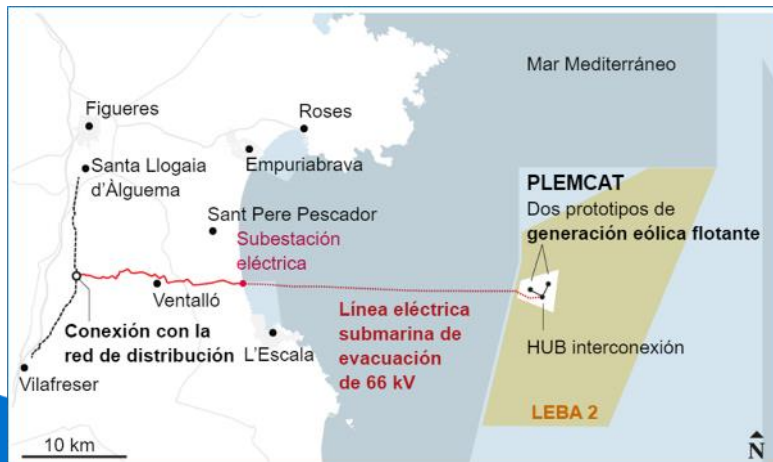 Mar Mediterráneo
Figueres
Roses
Santa Llogaia
d'Àlguema
Empuriabrava
PLEMCAT
Dos prototipos de
generación eólica flotante
Sant Pere Pescador
Subestación
eléctrica
Ventalló
Línea eléctrica
submarina de
evacuación
de 66 kV
Conexión con la
red de distribución
L'Escala
HUB interconexión
Vilafreser
LEBA 2
10 km
N